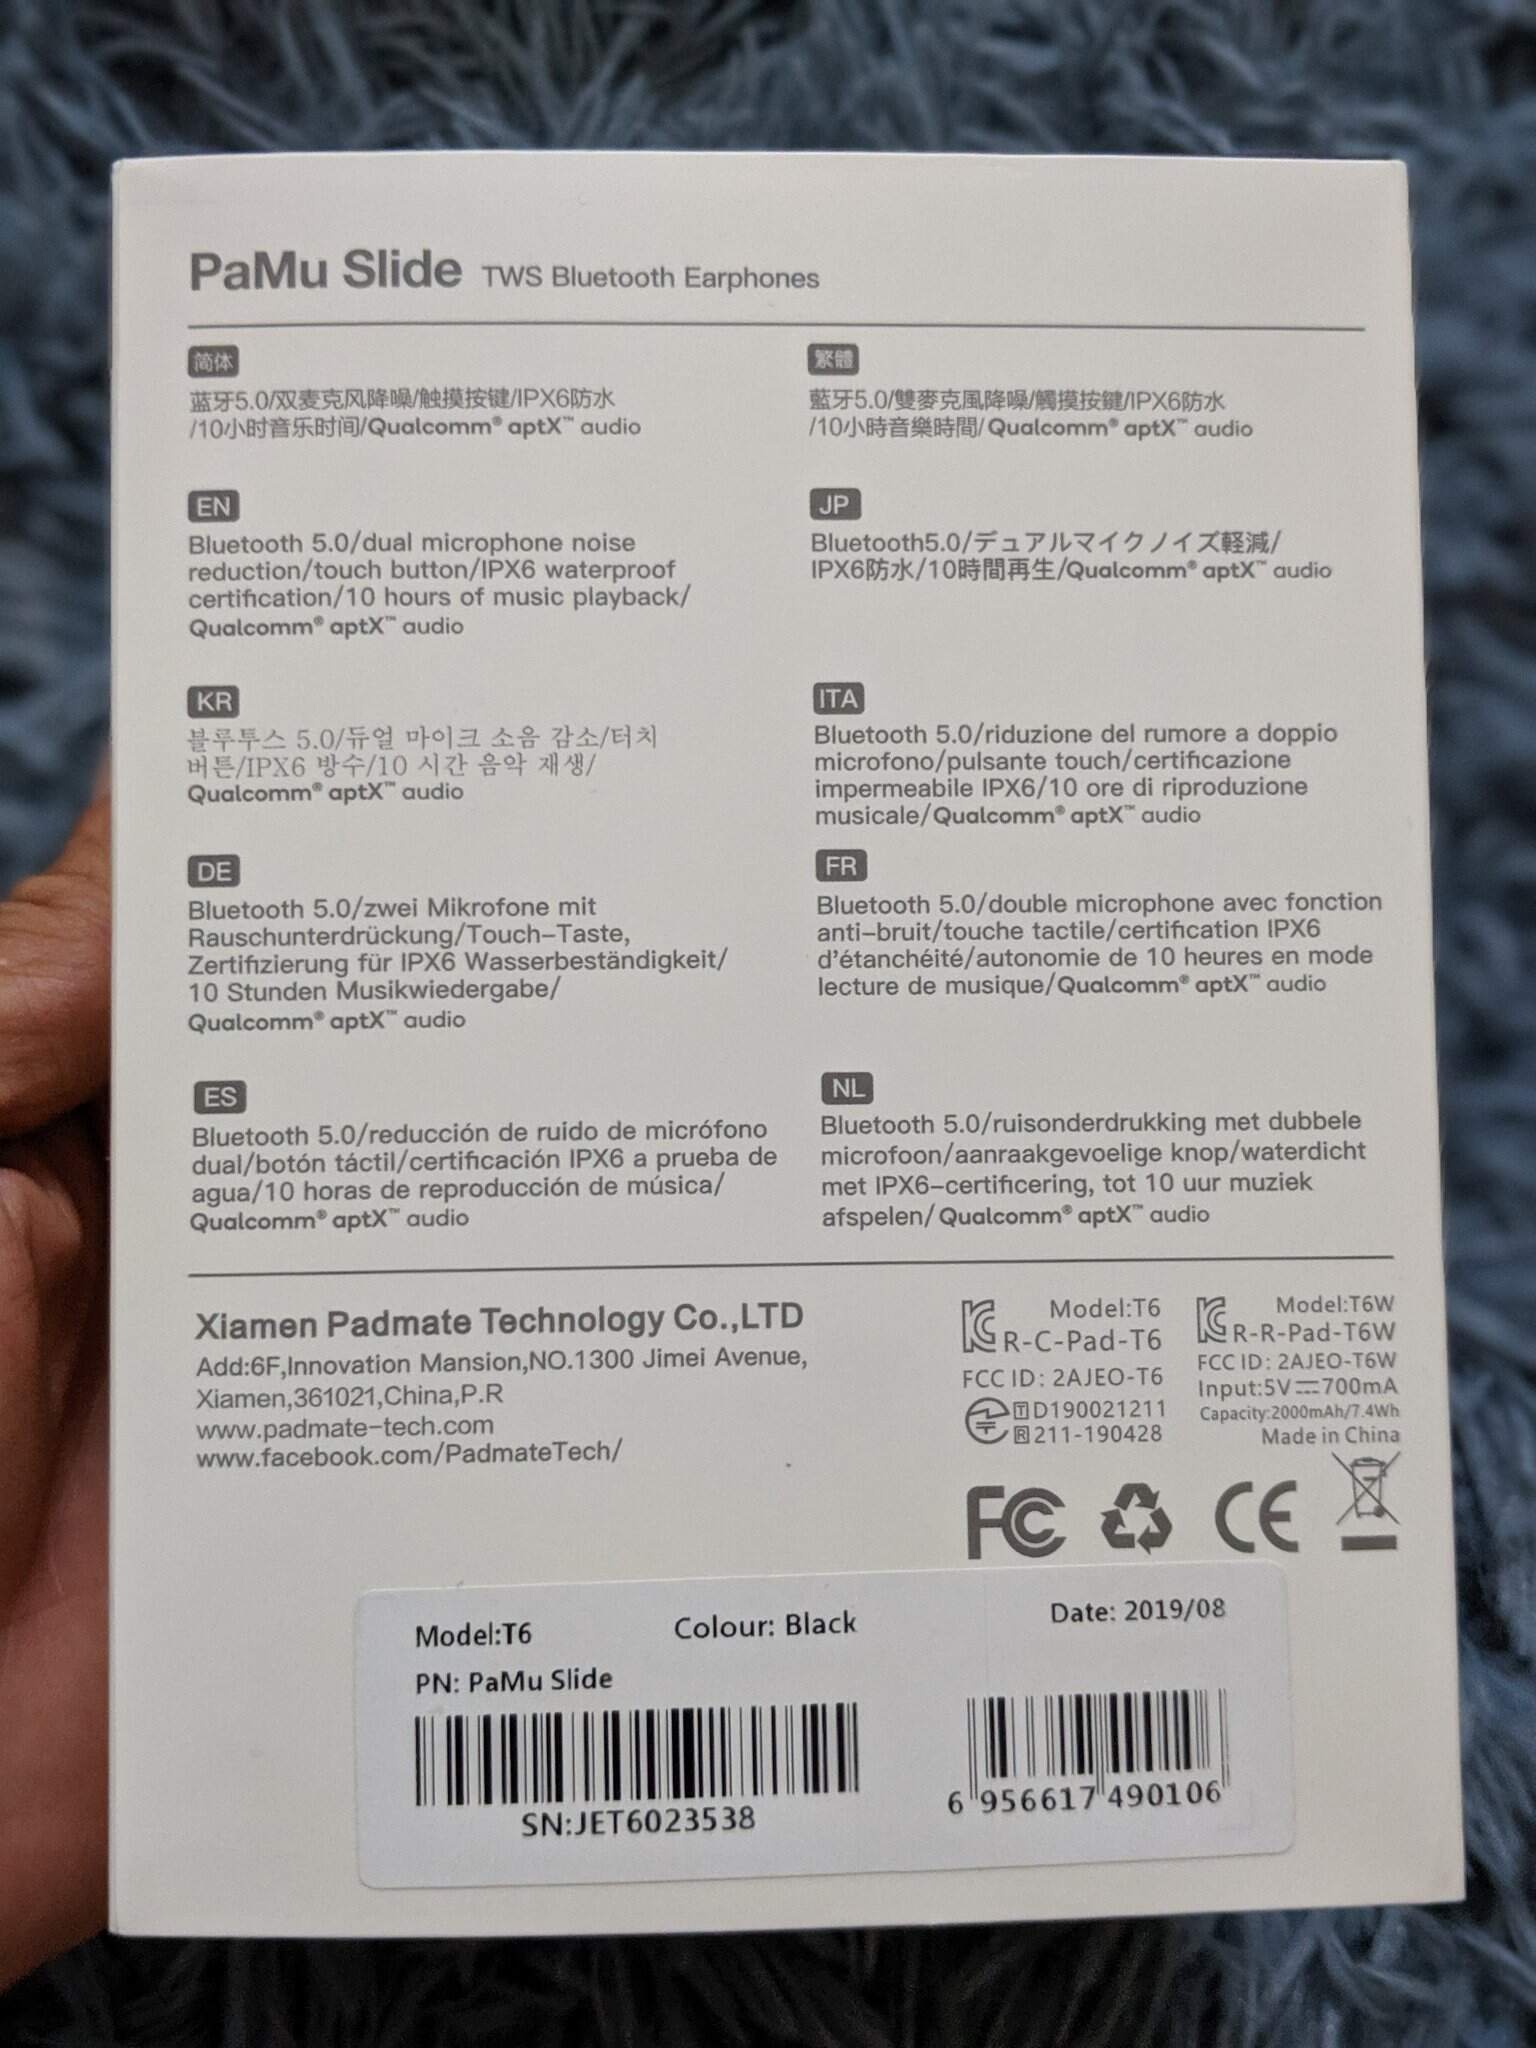 PaMu Slide TWS Bluetooth Earphones
简体
蓝牙5.0/双麦克风降噪/触摸按键/IPX6防水
/10小时音乐时间/Qualcomm® aptX™ audio
繁體
藍牙5.0/雙麥克風降噪/觸摸按鍵/IPX6防水
/10小時音樂時間/Qualcomm® aptX™ audio
EN
Bluetooth 5.0/dual microphone noise
reduction/touch button/IPX6 waterproof
certification/10 hours of music playback/
Qualcomm® aptX™ audio
JP
Bluetooth5.0/デュアルマイクノイズ軽減/
IPX6防水/10時間再生/Qualcomm® aptX™ audio
KR
블루투스 5.0/듀얼 마이크 소음 감소/터치
버튼/IPX6 방수/10 시간 음악 재생/
Qualcomm® aptX™ audio
ITA
Bluetooth 5.0/riduzione del rumore a doppio
microfono/pulsante touch/certificazione
impermeabile IPX6/10 ore di riproduzione
musicale/Qualcomm® aptX™ audio
DE
Bluetooth 5.0/zwei Mikrofone mit
Rauschunterdrückung/Touch-Taste,
Zertifizierung für IPX6 Wasserbeständigkeit/
10 Stunden Musikwiedergabe/
Qualcomm® aptX™ audio
FR
Bluetooth 5.0/double microphone avec fonction
anti-bruit/touche tactile/certification IPX6
d'étanchéité/autonomie de 10 heures en mode
lecture de musique/Qualcomm® aptX™ audio
ES
Bluetooth 5.0/reducción de ruido de micrófono
dual/botón táctil/certificación IPX6 a prueba de
agua/10 horas de reproducción de música/
Qualcomm® aptX™ audio
NL
Bluetooth 5.0/ruisonderdrukking met dubbele
microfoon/aanraakgevoelige knop/waterdicht
met IPX6-certificering, tot 10 uur muziek
afspelen/Qualcomm® aptX™ audio
Xiamen Padmate Technology Co.,LTD
Add:6F,Innovation Mansion,NO.1300 Jimei Avenue,
Xiamen,361021,China,P.R
www.padmate-tech.com
www.facebook.com/PadmateTech/
Model:T6
R-C-Pad-T6
FCC ID: 2AJEO-T6
T D190021211
R 211-190428
Model:T6W
R-R-Pad-T6W
FCC ID: 2AJEO-T6W
Input:5V⎓700mA
Capacity:2000mAh/7.4Wh
Made in China
FC CE
Model:T6 Colour: Black Date: 2019/08
PN: PaMu Slide
SN:JET6023538
6 956617 490106